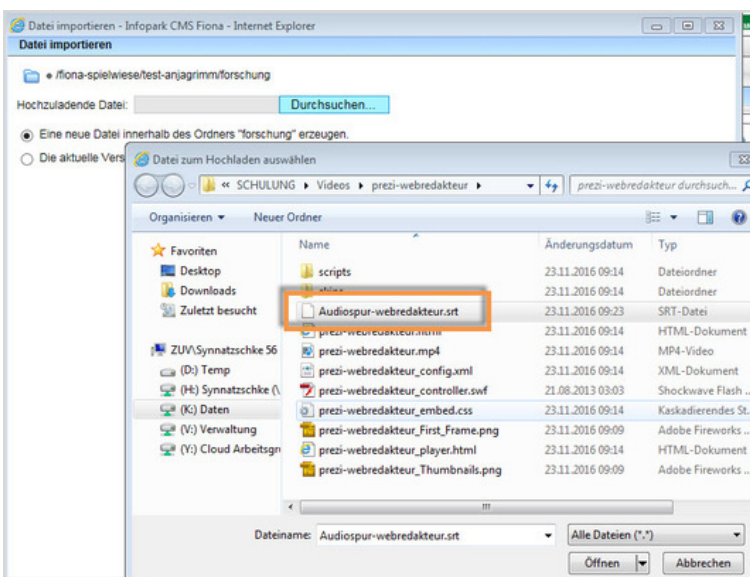 Datei importieren - Infopark CMS Fiona - Internet Explorer
Datei importieren
/fiona-spielwiese/test-anjagrimm/forschung
Hochzuladende Datei: Durchsuchen...
Eine neue Datei innerhalb des Ordners "forschung" erzeugen.
Die aktuelle Vers
Datei zum Hochladen auswählen
« SCHULUNG Videos prezi-webredakteur prezi-webredakteur durchsuch...
Organisieren Neuer Ordner
Name Änderungsdatum Typ
Favoriten
Desktop
Downloads
Zuletzt besucht
ZUV\Synnatzschke 56
(D:) Temp
(H:) Synnatzschke (\
(K:) Daten
(V:) Verwaltung
(Y:) Cloud Arbeitsgr
scripts 23.11.2016 09:14 Dateiordner
skins 23.11.2016 09:14 Dateiordner
Audiospur-webredakteur.srt 23.11.2016 09:23 SRT-Datei
prezi-webredakteur.html 23.11.2016 09:14 HTML-Dokument
prezi-webredakteur.mp4 23.11.2016 09:14 MP4-Video
prezi-webredakteur_config.xml 23.11.2016 09:14 XML-Dokument
prezi-webredakteur_controller.swf 21.08.2013 03:03 Shockwave Flash ..
prezi-webredakteur_embed.css 23.11.2016 09:14 Kaskadierendes St.
prezi-webredakteur_First_Frame.png 23.11.2016 09:09 Adobe Fireworks ..
prezi-webredakteur_player.html 23.11.2016 09:14 HTML-Dokument
prezi-webredakteur_Thumbnails.png 23.11.2016 09:09 Adobe Fireworks ..
Dateiname: Audiospur-webredakteur.srt Alle Dateien (*.*)
Öffnen Abbrechen